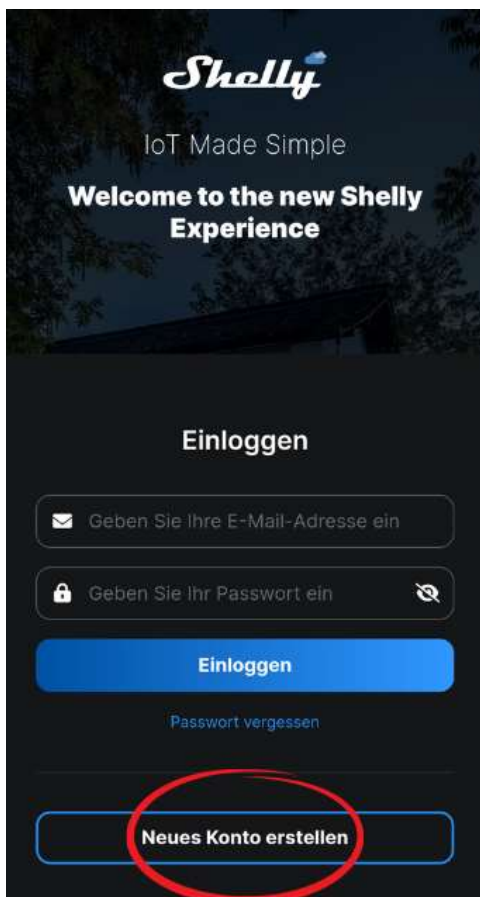 Shelly
IoT Made Simple
Welcome to the new Shelly
Experience
Einloggen
Geben Sie Ihre E-Mail-Adresse ein
Geben Sie Ihr Passwort ein
Einloggen
Passwort vergessen
Neues Konto erstellen